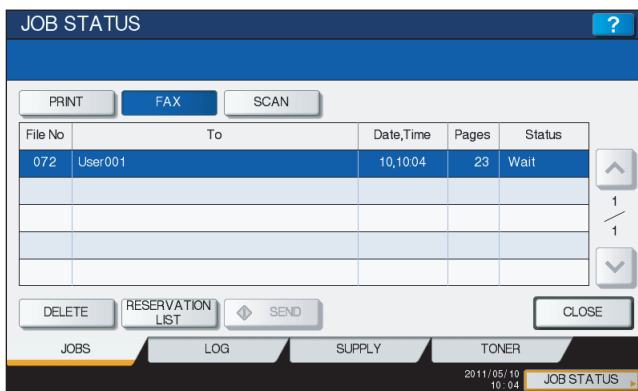 JOB STATUS ?
PRINT FAX SCAN
File No To Date,Time Pages Status
072 User001 10,10:04 23 Wait
1
1
DELETE RESERVATION LIST SEND CLOSE
JOBS LOG SUPPLY TONER
2011/05/10
10:04 JOB STATUS